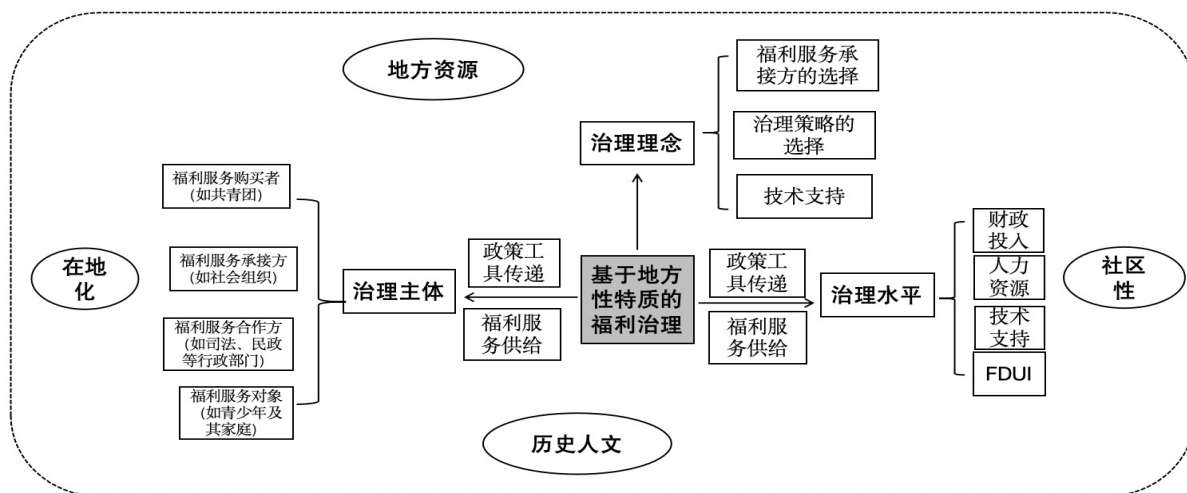 地方资源
福利服务承
接方的选择
治理策略的
选择
技术支持
治理理念
福利服务购买者
(如共青团)
福利服务承接方
(如社会组织)
福利服务合作方
(如司法、民政
等行政部门)
福利服务对象
(如青少年及
其家庭)
在地
化
治理主体
政策工
具传递
福利服
务供给
基于地方
性特质的
福利治理
政策工
具传递
福利服
务供给
治理水平
财政
投入
人力
资源
技术
支持
FDUI
社区
性
历史人文